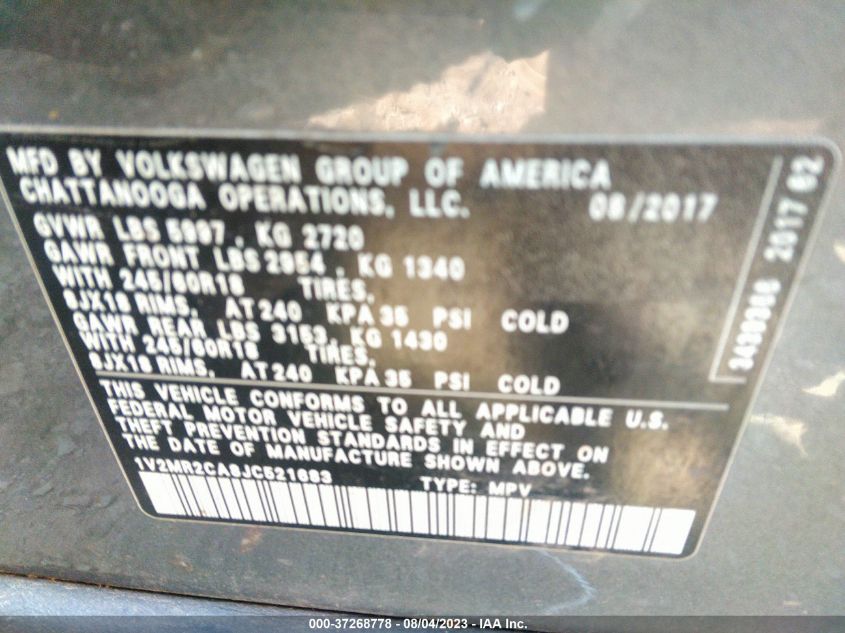 MFD BY VOLKSWAGEN GROUP OF AMERICA
CHATTANOOGA OPERATIONS, LLC. 08/2017
GVWR LBS 5997 , KG 2720
GAWR FRONT LBS 2954 , KG 1340
WITH 245/60R18 TIRES,
8JX18 RIMS, AT 240 KPA 35 PSI COLD
GAWR REAR LBS 3153, KG 1430
WITH 245/60R18 TIRES,
8JX18 RIMS, AT 240 KPA 35 PSI COLD
THIS VEHICLE CONFORMS TO ALL APPLICABLE U.S.
FEDERAL MOTOR VEHICLE SAFETY AND
THEFT PREVENTION STANDARDS IN EFFECT ON
THE DATE OF MANUFACTURE SHOWN ABOVE.
TYPE: MPV
2017 02
000-37268778 - 08/04/2023 - IAA Inc.